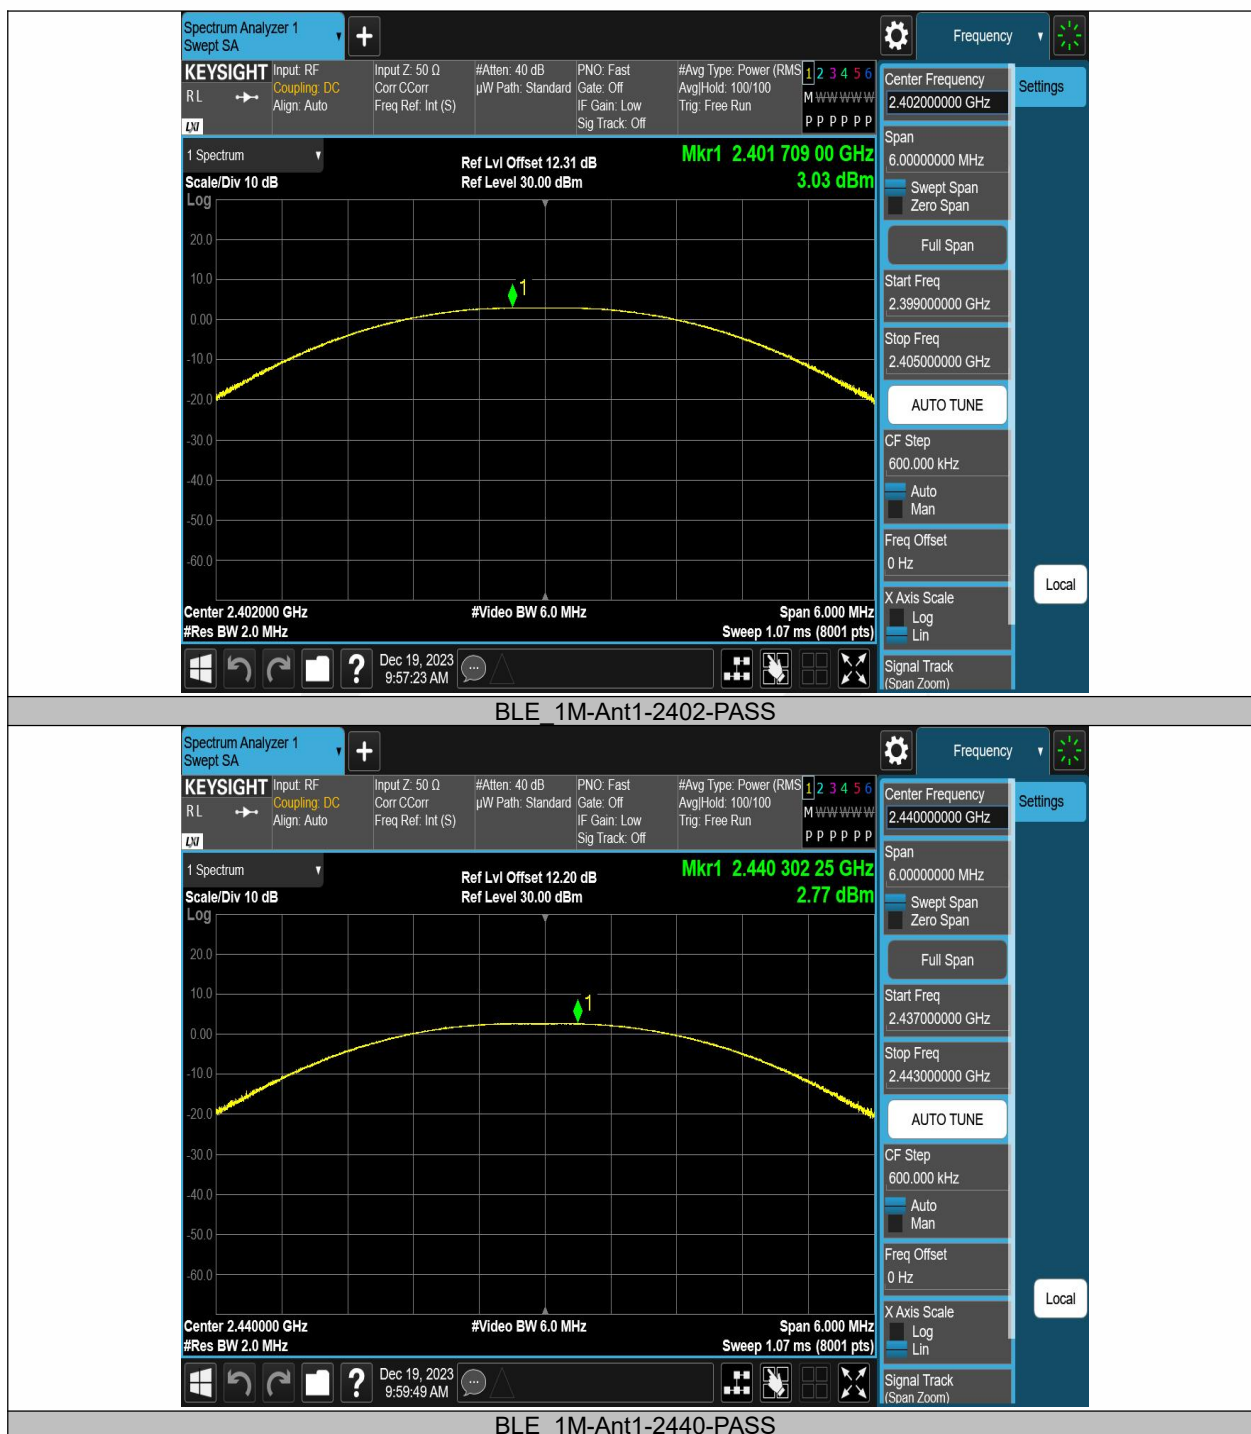 Spectrum Analyzer 1
Swept SA
+
Frequency
KEYSIGHT
RL
LXI
Input: RF
Coupling: DC
Align: Auto
Input Z: 50 Ω
Corr CCorr
Freq Ref: Int (S)
#Atten: 40 dB
µW Path: Standard
PNO: Fast
Gate: Off
IF Gain: Low
Sig Track: Off
#Avg Type: Power (RMS
Avg|Hold: 100/100
Trig: Free Run
1 2 3 4 5 6
M W W W W W
P P P P P P
Center Frequency
2.402000000 GHz
Settings
Span
6.00000000 MHz
Swept Span
Zero Span
Full Span
Start Freq
2.399000000 GHz
Stop Freq
2.405000000 GHz
AUTO TUNE
CF Step
600.000 kHz
Auto
Man
Freq Offset
0 Hz
X Axis Scale
Log
Lin
Signal Track
(Span Zoom)
Local
1 Spectrum
Scale/Div 10 dB
Log
Ref Lvl Offset 12.31 dB
Ref Level 30.00 dBm
Mkr1 2.401 709 00 GHz
3.03 dBm
1
20.0
10.0
0.00
-10.0
-20.0
-30.0
-40.0
-50.0
-60.0
Center 2.402000 GHz
#Res BW 2.0 MHz
#Video BW 6.0 MHz
Span 6.000 MHz
Sweep 1.07 ms (8001 pts)
?
Dec 19, 2023
9:57:23 AM
BLE_1M-Ant1-2402-PASS
Spectrum Analyzer 1
Swept SA
+
Frequency
KEYSIGHT
RL
LXI
Input: RF
Coupling: DC
Align: Auto
Input Z: 50 Ω
Corr CCorr
Freq Ref: Int (S)
#Atten: 40 dB
µW Path: Standard
PNO: Fast
Gate: Off
IF Gain: Low
Sig Track: Off
#Avg Type: Power (RMS
Avg|Hold: 100/100
Trig: Free Run
1 2 3 4 5 6
M W W W W W
P P P P P P
Center Frequency
2.440000000 GHz
Settings
Span
6.00000000 MHz
Swept Span
Zero Span
Full Span
Start Freq
2.437000000 GHz
Stop Freq
2.443000000 GHz
AUTO TUNE
CF Step
600.000 kHz
Auto
Man
Freq Offset
0 Hz
X Axis Scale
Log
Lin
Signal Track
(Span Zoom)
Local
1 Spectrum
Scale/Div 10 dB
Log
Ref Lvl Offset 12.20 dB
Ref Level 30.00 dBm
Mkr1 2.440 302 25 GHz
2.77 dBm
1
20.0
10.0
0.00
-10.0
-20.0
-30.0
-40.0
-50.0
-60.0
Center 2.440000 GHz
#Res BW 2.0 MHz
#Video BW 6.0 MHz
Span 6.000 MHz
Sweep 1.07 ms (8001 pts)
?
Dec 19, 2023
9:59:49 AM
BLE_1M-Ant1-2440-PASS